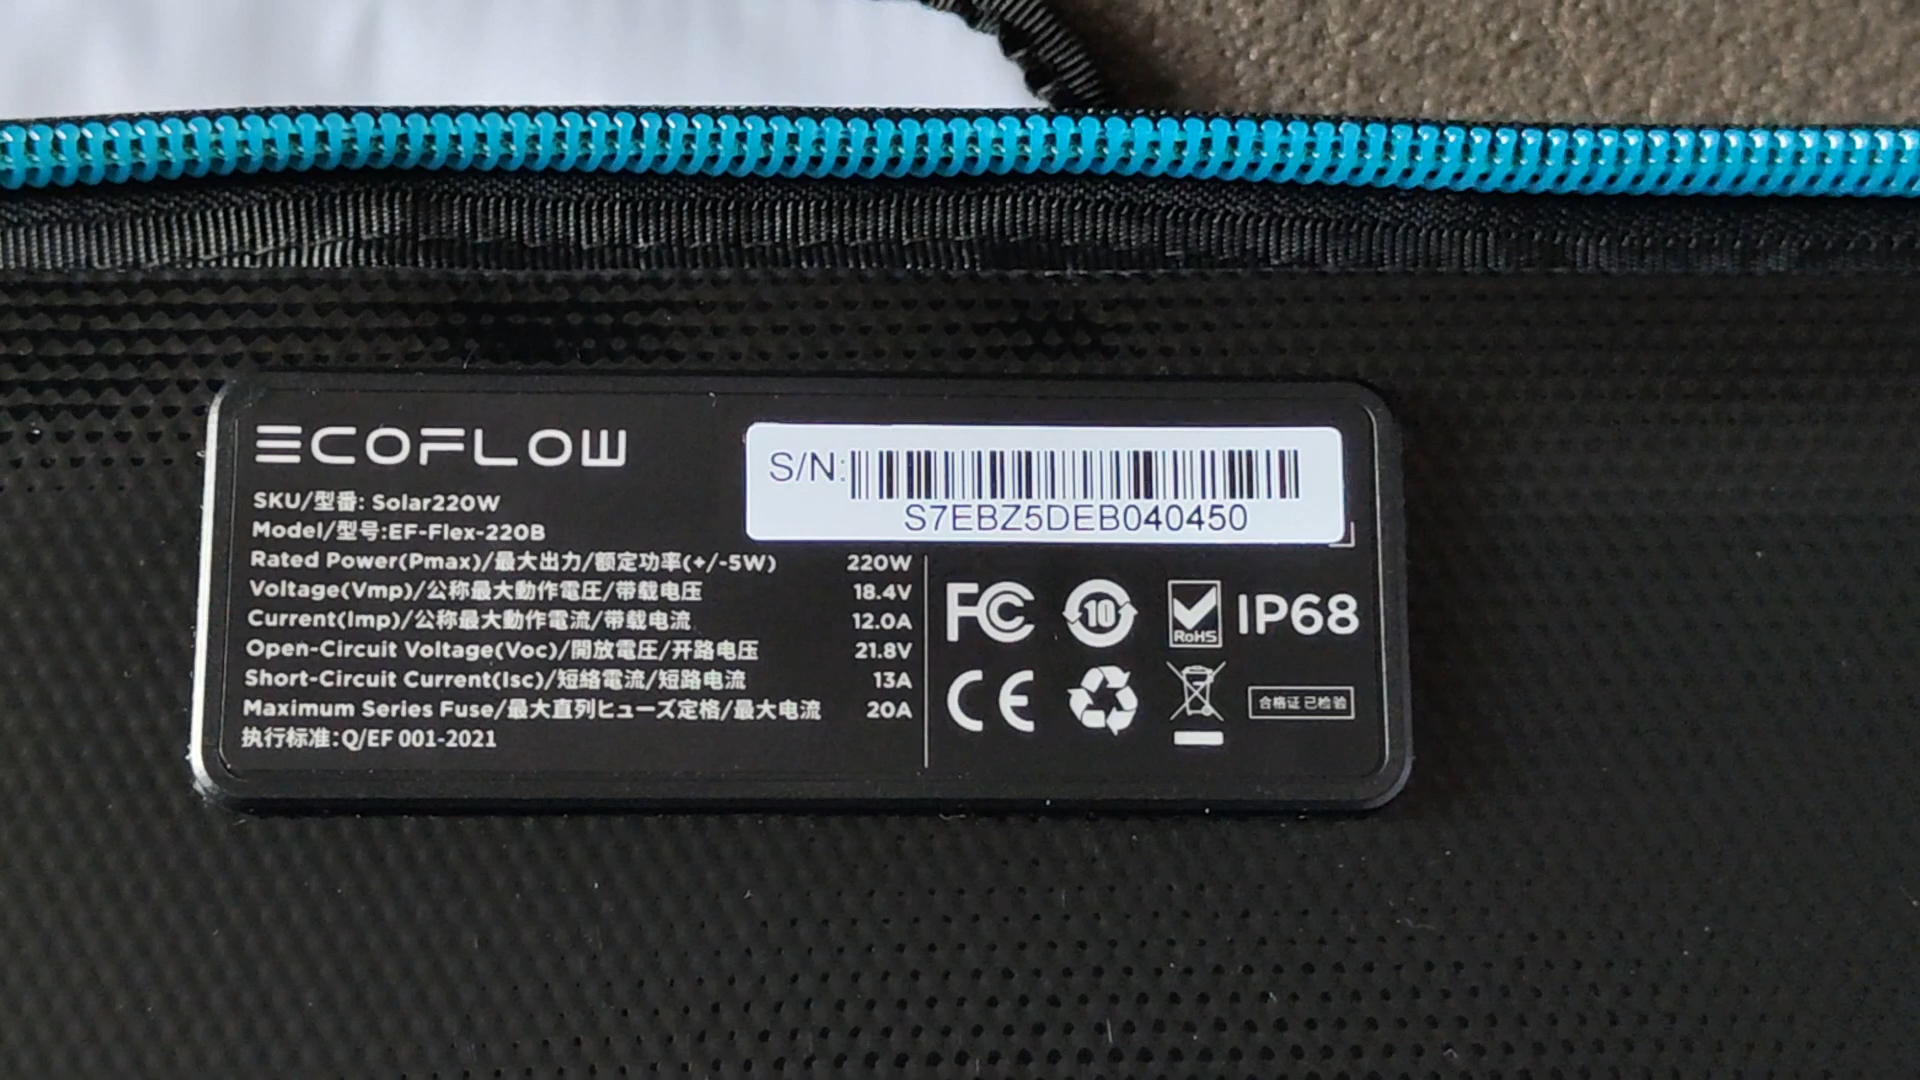 ECOFLOW
SKU/型番: Solar220W
Model/型号:EF-Flex-220B
Rated Power(Pmax)/最大出力/额定功率(+/-5W) 220W
Voltage(Vmp)/公称最大動作電圧/带载电压 18.4V
Current(Imp)/公称最大動作電流/带载电流 12.0A
Open-Circuit Voltage(Voc)/開放電圧/开路电压 21.8V
Short-Circuit Current(Isc)/短絡電流/短路电流 13A
Maximum Series Fuse/最大直列ヒューズ定格/最大电流 20A
执行标准:Q/EF 001-2021
S/N:
S7EBZ5DEB040450
FC 10 RoHS IP68
CE 合格证 已检验